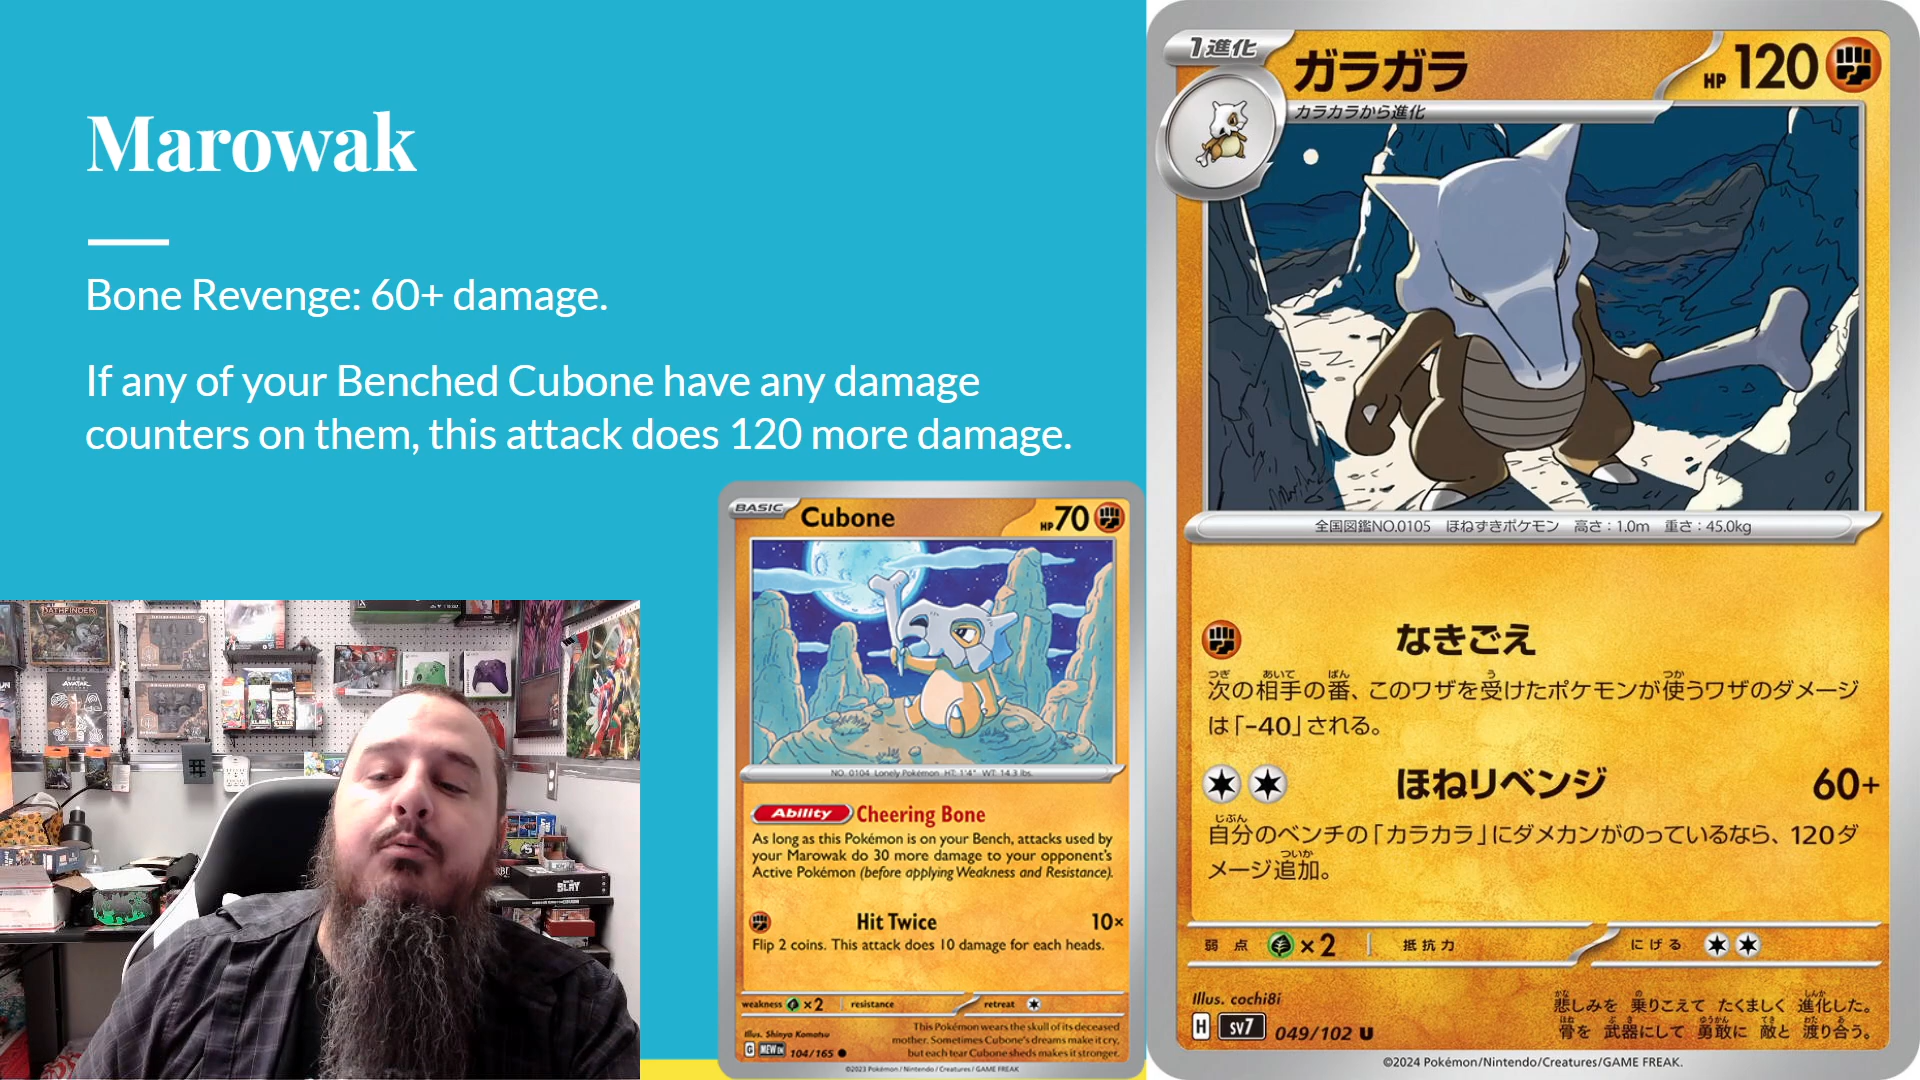 Marowak
Bone Revenge: 60+ damage.
If any of your Benched Cubone have any damage
counters on them, this attack does 120 more damage.
BASIC Cubone HP70
NO. 0104 Lonely Pokémon HT: 1'4" WT: 14.3 lbs.
Ability Cheering Bone
As long as this Pokémon is on your Bench, attacks used by
your Marowak do 30 more damage to your opponent's
Active Pokémon (before applying Weakness and Resistance).
Hit Twice 10×
Flip 2 coins. This attack does 10 damage for each heads.
weakness ×2 resistance retreat
Illus. Shinya Komatsu
This Pokémon wears the skull of its deceased
mother. Sometimes Cubone's dreams make it cry,
but each tear Cubone sheds makes it stronger.
G MEW EN 104/165
©2023 Pokémon / Nintendo / Creatures / GAME FREAK
1進化 ガラガラ HP 120
カラカラから進化
全国図鑑NO.0105 ほねずきポケモン 高さ:1.0m 重さ:45.0kg
なきごえ
次の相手の番、このワザを受けたポケモンが使うワザのダメージ
は「-40」される。
ほねリベンジ 60+
自分のベンチの「カラカラ」にダメカンがのっているなら、120ダ
メージ追加。
弱点 ×2 抵抗力 にげる
Illus. cochi8i
H sv7 049/102 U
悲しみを 乗りこえて たくましく 進化した。
骨を 武器にして 勇敢に 敵と 渡り合う。
©2024 Pokémon/Nintendo/Creatures/GAME FREAK.
PATHFINDER
AVATAR
BLAY